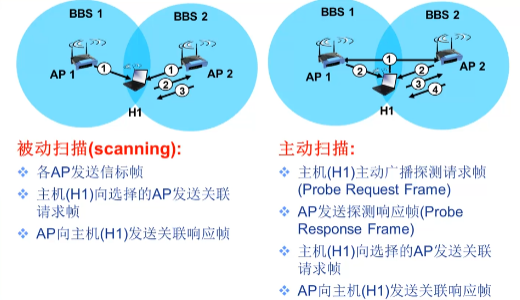 BBS 1
BBS 2
AP 1
1
1
AP 2
2
3
H1
被动扫描(scanning):
各AP发送信标帧
主机(H1)向选择的AP发送关联
请求帧
AP向主机(H1)发送关联响应帧
BBS 1
BBS 2
AP 1
1
AP 2
2
2
3
4
H1
主动扫描:
主机(H1)主动广播探测请求帧
(Probe Request Frame)
AP发送探测响应帧(Probe
Response Frame)
主机(H1)向选择的AP发送关联
请求帧
AP向主机(H1)发送关联响应帧